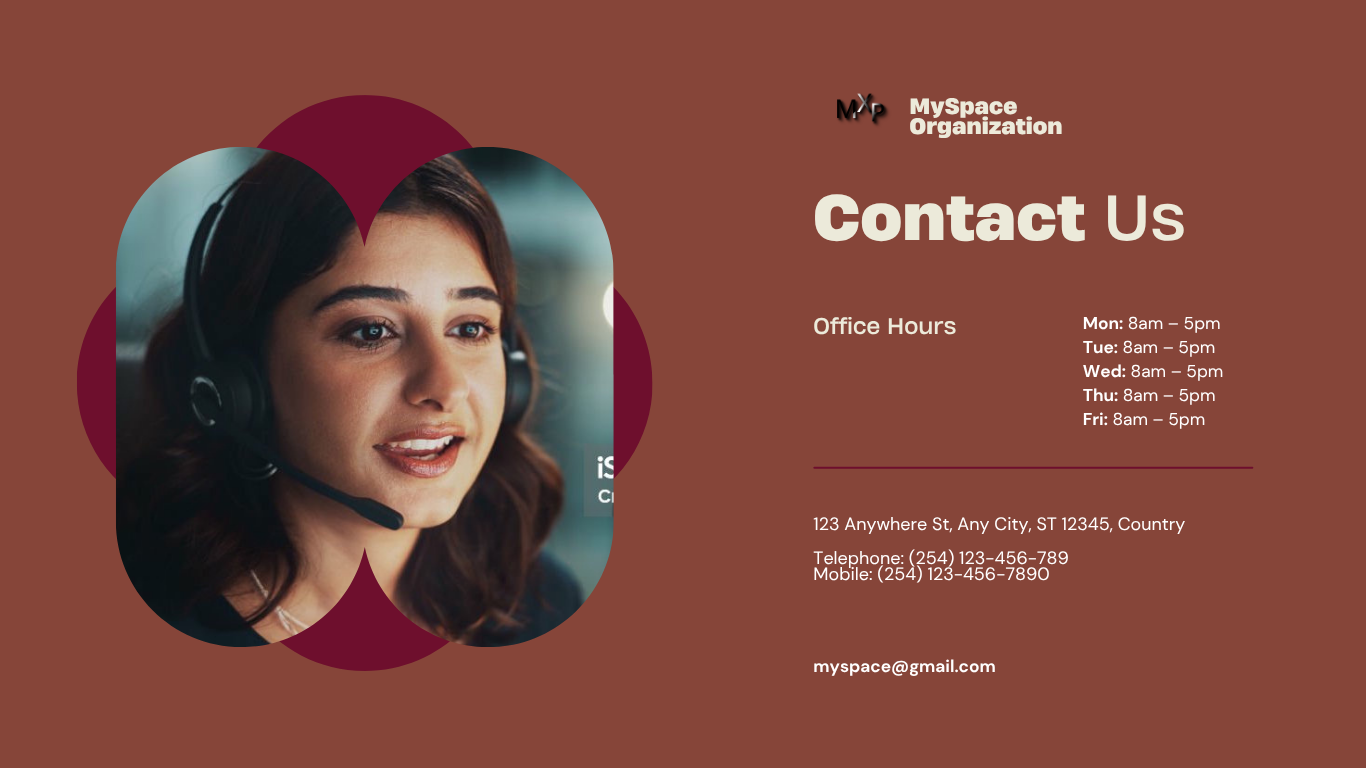 MXP
MySpace
Organization
Contact Us
Office Hours
Mon: 8am – 5pm
Tue: 8am – 5pm
Wed: 8am – 5pm
Thu: 8am – 5pm
Fri: 8am – 5pm
123 Anywhere St, Any City, ST 12345, Country
Telephone: (254) 123-456-789
Mobile: (254) 123-456-7890
myspace@gmail.com